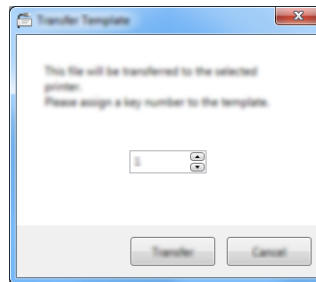 Transfer Template
This file will be transferred to the selected
printer.
Please assign a key number to the template.
Transfer
Cancel